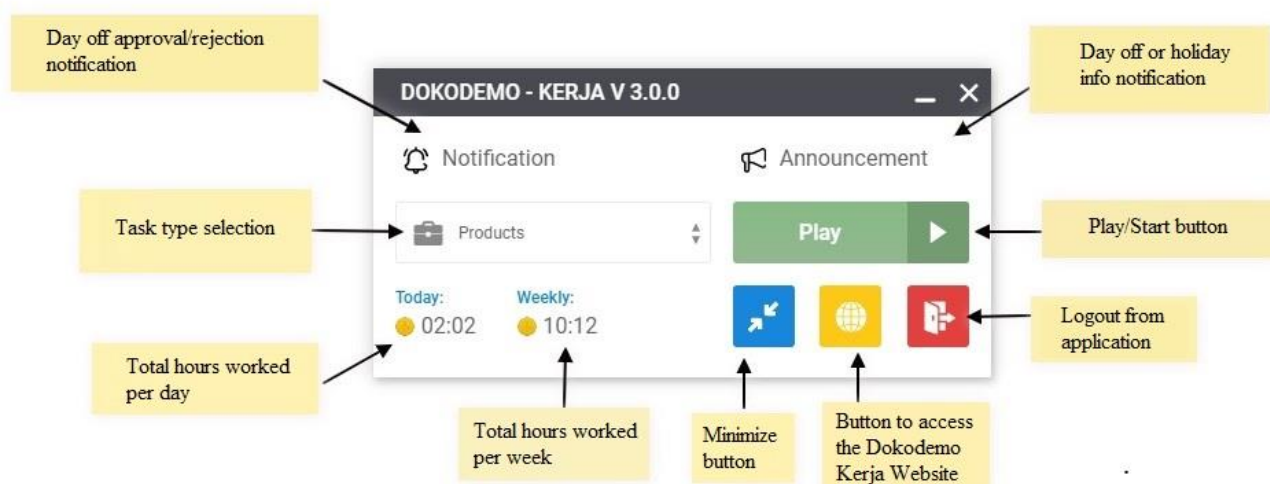 Day off approval/rejection
notification
Day off or holiday
info notification
DOKODEMO - KERJA V 3.0.0
Notification
Announcement
Task type selection
Products
Play
Play/Start button
Today:
Weekly:
02:02
10:12
Logout from
application
Total hours worked
per day
Total hours worked
per week
Minimize
button
Button to access
the Dokodemo
Kerja Website
.